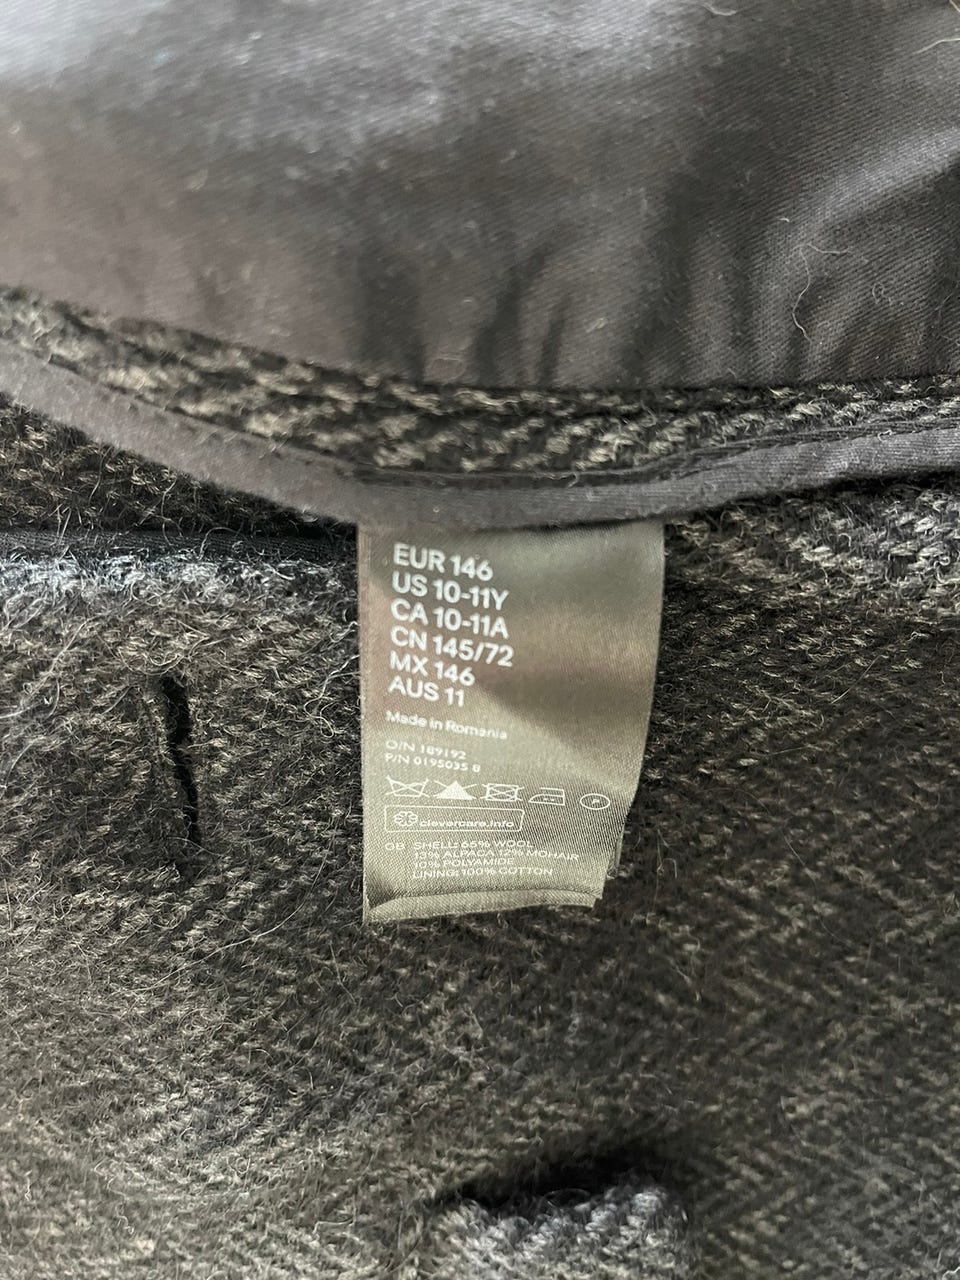 EUR 146
US 10-11Y
CA 10-11A
CN 145/72
MX 146
AUS 11
Made in Romania
O/N 189192
P/N 0195035 8
P
clevercare.info
GB SHELL: 65% WOOL
13% ALPACA 12% MOHAIR
10% POLYAMIDE
LINING: 100% COTTON